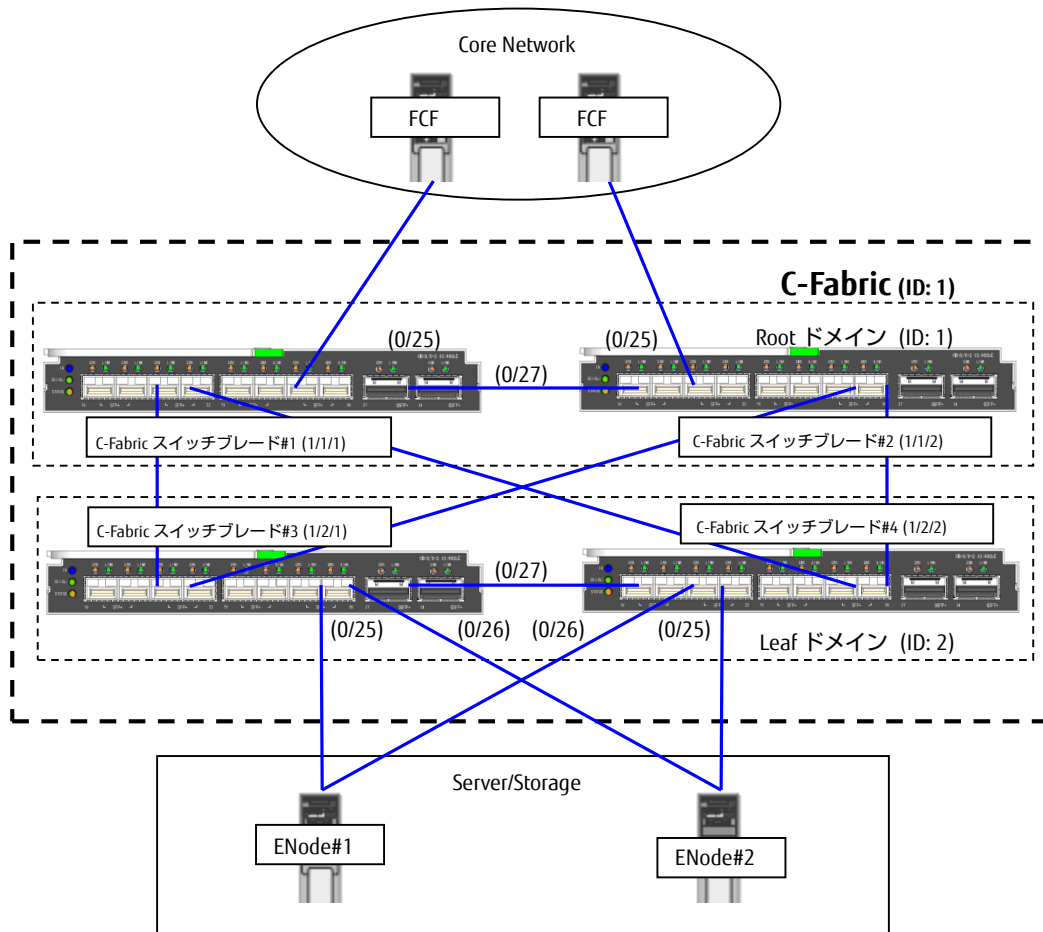 Core Network
FCF
FCF
C-Fabric (ID: 1)
(0/25)
(0/25)
Root ドメイン (ID: 1)
(0/27)
C-Fabric スイッチブレード#1 (1/1/1)
C-Fabric スイッチブレード#2 (1/1/2)
C-Fabric スイッチブレード#3 (1/2/1)
C-Fabric スイッチブレード#4 (1/2/2)
(0/27)
(0/25)
(0/26)
(0/26)
(0/25)
Leaf ドメイン (ID: 2)
Server/Storage
ENode#1
ENode#2